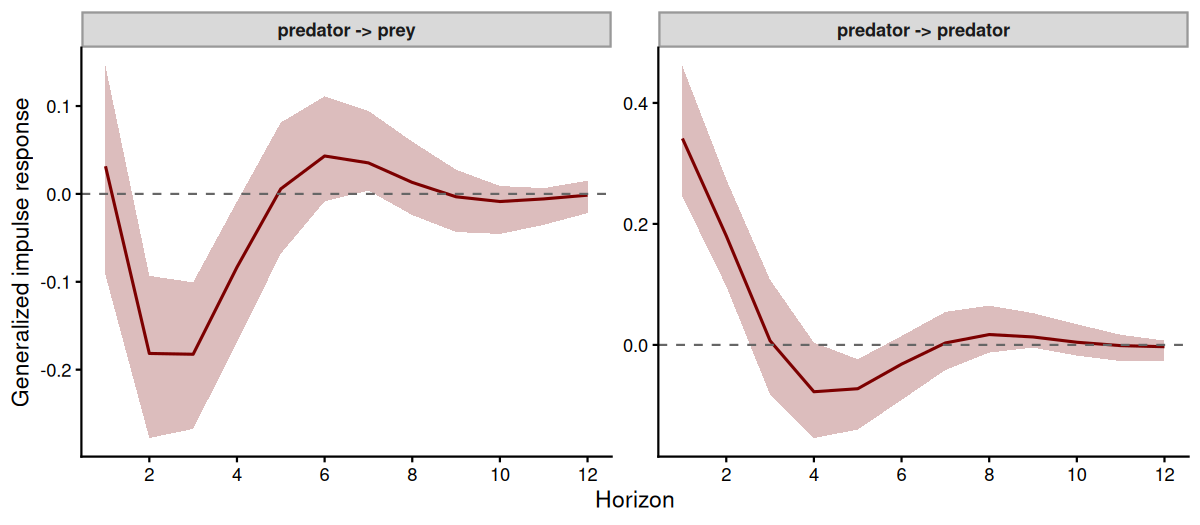 predator -> prey
predator -> predator
Generalized impulse response
0.1
0.0
-0.1
-0.2
0.4
0.2
0.0
2 4 6 8 10 12
2 4 6 8 10 12
Horizon